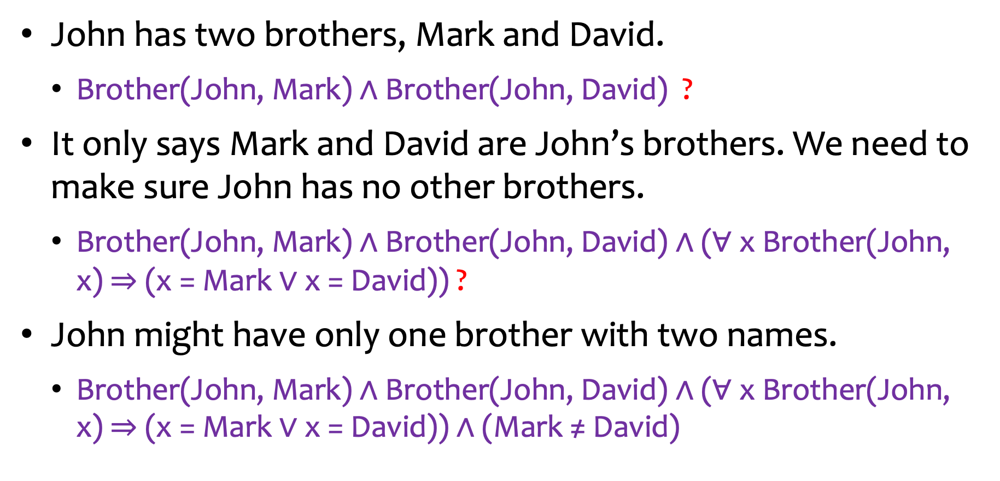 • John has two brothers, Mark and David.
• Brother(John, Mark) ∧ Brother(John, David) ?
• It only says Mark and David are John’s brothers. We need to
make sure John has no other brothers.
• Brother(John, Mark) ∧ Brother(John, David) ∧ (∀ x Brother(John,
x) ⇒ (x = Mark ∨ x = David)) ?
• John might have only one brother with two names.
• Brother(John, Mark) ∧ Brother(John, David) ∧ (∀ x Brother(John,
x) ⇒ (x = Mark ∨ x = David)) ∧ (Mark ≠ David)